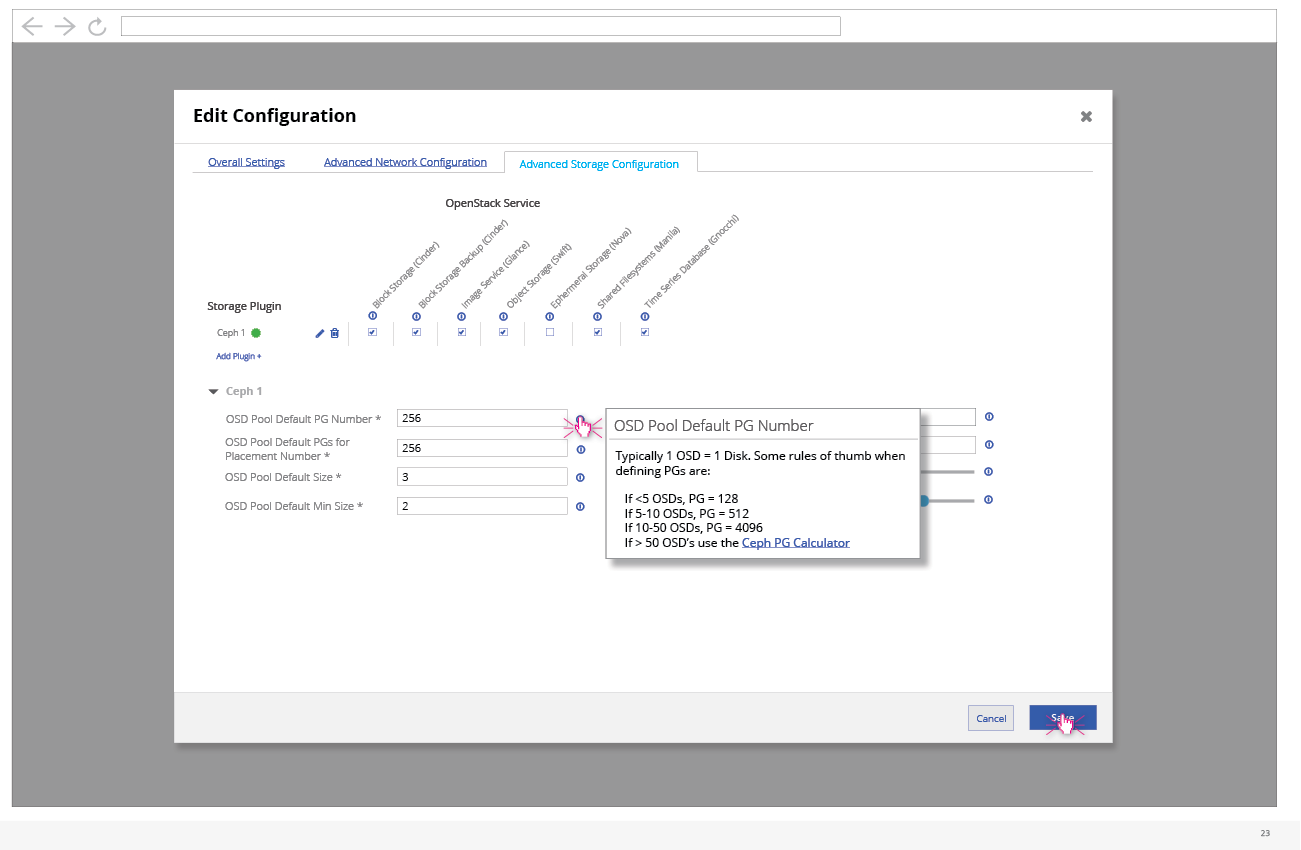 Edit Configuration
Overall Settings
Advanced Network Configuration
Advanced Storage Configuration
OpenStack Service
Block Storage (Cinder)
Block Storage Backup (Cinder)
Image Service (Glance)
Object Storage (Swift)
Ephermeral Storage (Nova)
Shared Filesystems (Manila)
Time Series Database (Gnocchi)
Storage Plugin
Ceph 1
Add Plugin +
Ceph 1
OSD Pool Default PG Number *
256
OSD Pool Default PGs for
Placement Number *
256
OSD Pool Default Size *
3
OSD Pool Default Min Size *
2
OSD Pool Default PG Number
Typically 1 OSD = 1 Disk. Some rules of thumb when
defining PGs are:
If <5 OSDs, PG = 128
If 5-10 OSDs, PG = 512
If 10-50 OSDs, PG = 4096
If > 50 OSD's use the Ceph PG Calculator
Cancel
Save
23